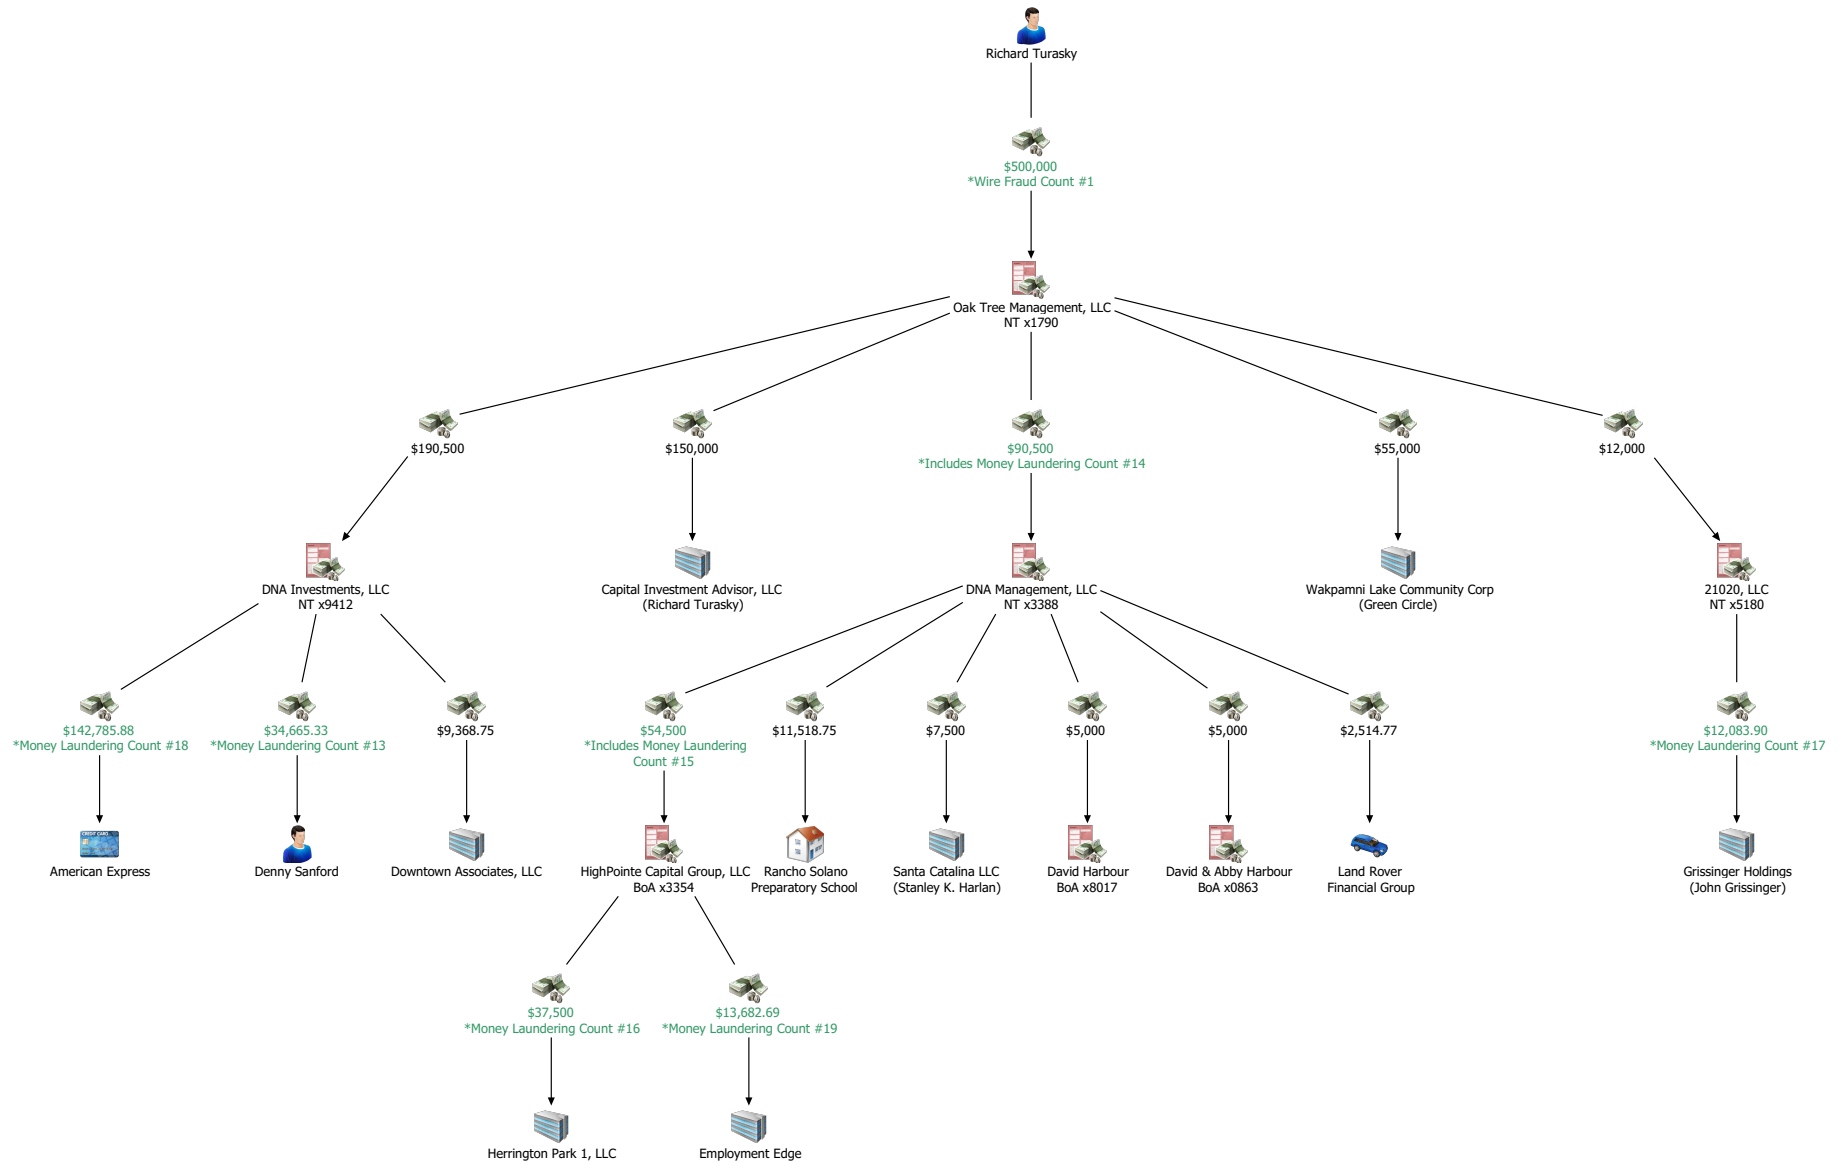 Richard Turasky
$500,000
*Wire Fraud Count #1
Oak Tree Management, LLC
NT x1790
$190,500
$150,000
$90,500
*Includes Money Laundering Count #14
$55,000
$12,000
DNA Investments, LLC
NT x9412
Capital Investment Advisor, LLC
(Richard Turasky)
DNA Management, LLC
NT x3388
Wakpamni Lake Community Corp
(Green Circle)
21020, LLC
NT x5180
$142,785.88
*Money Laundering Count #18
$34,665.33
*Money Laundering Count #13
$9,368.75
$54,500
*Includes Money Laundering
Count #15
$11,518.75
$7,500
$5,000
$5,000
$2,514.77
$12,083.90
*Money Laundering Count #17
CREDIT CARD
American Express
Denny Sanford
Downtown Associates, LLC
HighPointe Capital Group, LLC
BoA x3354
Rancho Solano
Preparatory School
Santa Catalina LLC
(Stanley K. Harlan)
David Harbour
BoA x8017
David & Abby Harbour
BoA x0863
Land Rover
Financial Group
Grissinger Holdings
(John Grissinger)
$37,500
*Money Laundering Count #16
$13,682.69
*Money Laundering Count #19
Herrington Park 1, LLC
Employment Edge